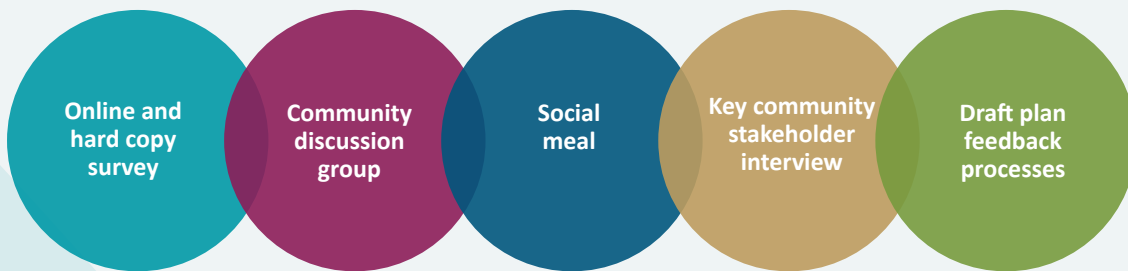 Online and
hard copy
survey
Community
discussion
group
Social
meal
Key community
stakeholder
interview
Draft plan
feedback
processes